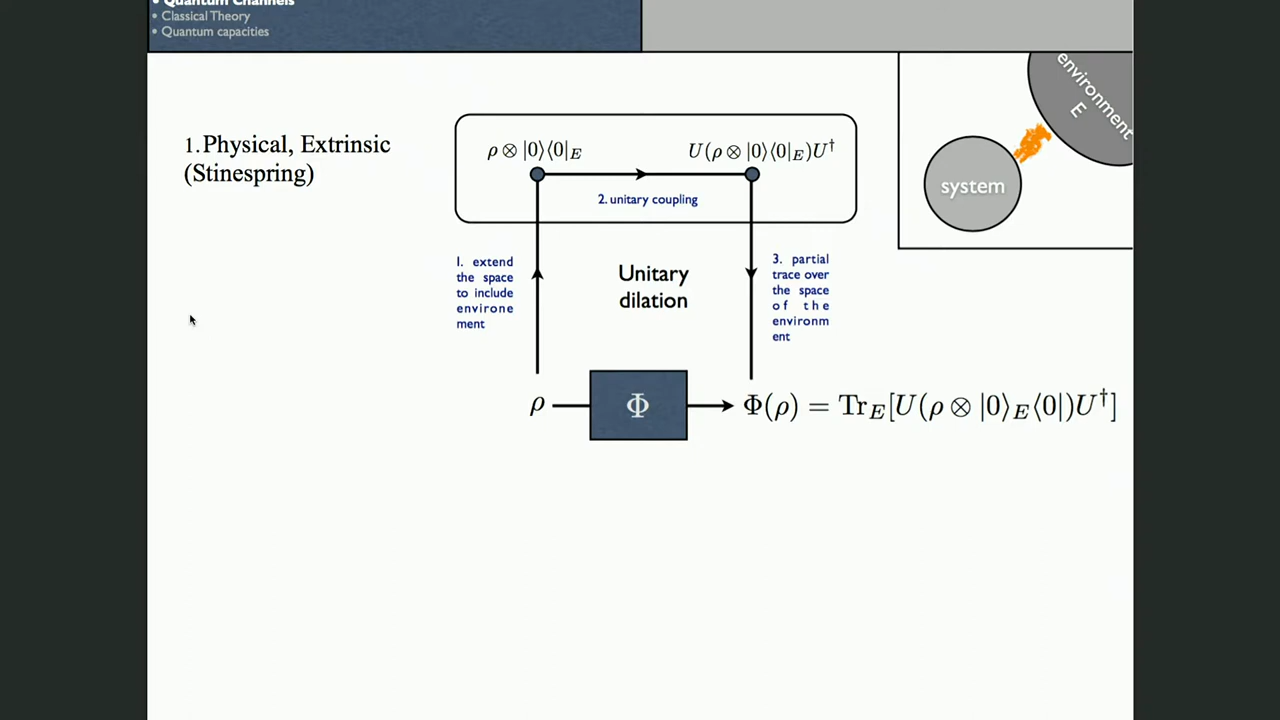 • Quantum Channels
• Classical Theory
• Quantum capacities
environment
E
system
1.Physical, Extrinsic
(Stinespring)
ρ ⊗ |0⟩⟨0|_E
U(ρ ⊗ |0⟩⟨0|_E)U†
2. unitary coupling
1. extend
the space
to include
environe
ment
Unitary
dilation
3. partial
trace over
the space
of the
environm
ent
ρ
Φ
Φ(ρ) = Tr_E[U(ρ ⊗ |0⟩_E⟨0|)U†]